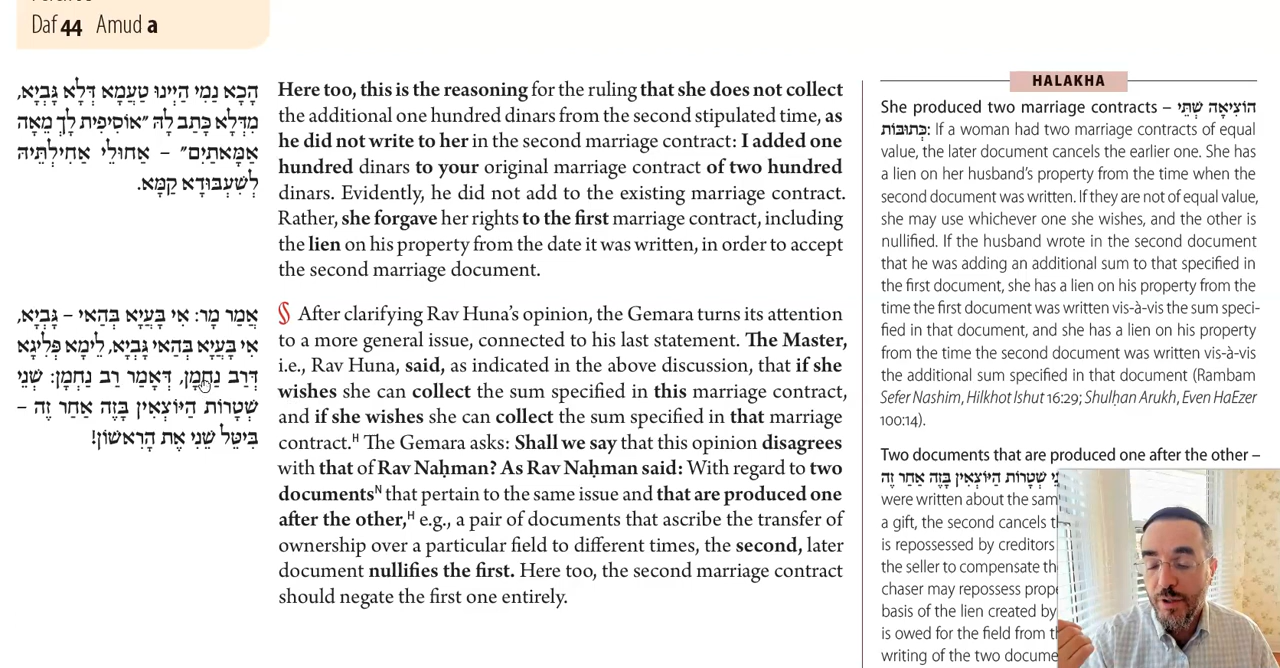 Daf 44 Amud a
הָכָא נַמִי הַיְינוּ טַעֲמָא דְּלָא גָּבְיָא,
מִדְּלָא כָּתַב לַהּ ״אוֹסֵיפִית לָךְ מֵאָה
אַמָּאתַיִם״ – אַחוֹלֵי אַחֵילְתֵּיהּ
לְשִׁעְבּוּדָא קַמָּא.
Here too, this is the reasoning for the ruling that she does not collect
the additional one hundred dinars from the second stipulated time, as
he did not write to her in the second marriage contract: I added one
hundred dinars to your original marriage contract of two hundred
dinars. Evidently, he did not add to the existing marriage contract.
Rather, she forgave her rights to the first marriage contract, including
the lien on his property from the date it was written, in order to accept
the second marriage document.
אָמַר מָר: אִי בָּעֲיָא בְּהַאי – גָּבְיָא,
אִי בָּעֲיָא בְּהַאי גָּבְיָא, לֵימָא פְּלִיגָא
דְּרַב נַחְמָן, דְּאָמַר רַב נַחְמָן: שְׁנֵי
שְׁטָרוֹת הַיּוֹצְאִין בָּזֶה אַחַר זֶה –
בִּיטֵּל שֵׁנִי אֶת הָרִאשׁוֹן!
§ After clarifying Rav Huna’s opinion, the Gemara turns its attention
to a more general issue, connected to his last statement. The Master,
i.e., Rav Huna, said, as indicated in the above discussion, that if she
wishes she can collect the sum specified in this marriage contract,
and if she wishes she can collect the sum specified in that marriage
contract.H The Gemara asks: Shall we say that this opinion disagrees
with that of Rav Naḥman? As Rav Naḥman said: With regard to two
documentsN that pertain to the same issue and that are produced one
after the other,H e.g., a pair of documents that ascribe the transfer of
ownership over a particular field to different times, the second, later
document nullifies the first. Here too, the second marriage contract
should negate the first one entirely.
HALAKHA
She produced two marriage contracts – הוֹצִיאָה שְׁתֵּי
כְּתוּבּוֹת: If a woman had two marriage contracts of equal
value, the later document cancels the earlier one. She has
a lien on her husband’s property from the time when the
second document was written. If they are not of equal value,
she may use whichever one she wishes, and the other is
nullified. If the husband wrote in the second document
that he was adding an additional sum to that specified in
the first document, she has a lien on his property from the
time the first document was written vis-à-vis the sum speci-
fied in that document, and she has a lien on his property
from the time the second document was written vis-à-vis
the additional sum specified in that document (Rambam
Sefer Nashim, Hilkhot Ishut 16:29; Shulḥan Arukh, Even HaEzer
100:14).
Two documents that are produced one after the other –
שְׁטָרוֹת הַיּוֹצְאִין בָּזֶה אַחַר זֶה
were written about the sam
a gift, the second cancels
is repossessed by creditors
the seller to compensate
chaser may repossess
basis of the lien created by
is owed for the field from
writing of the two